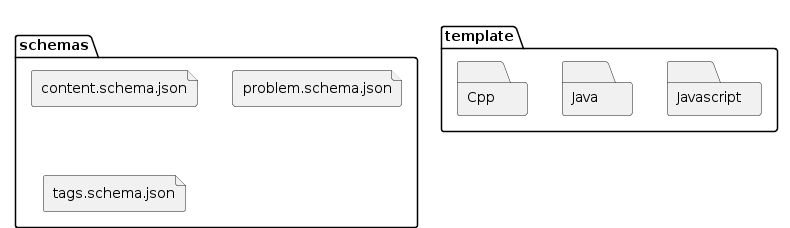 schemas
content.schema.json
problem.schema.json
tags.schema.json
template
Cpp
Java
Javascript